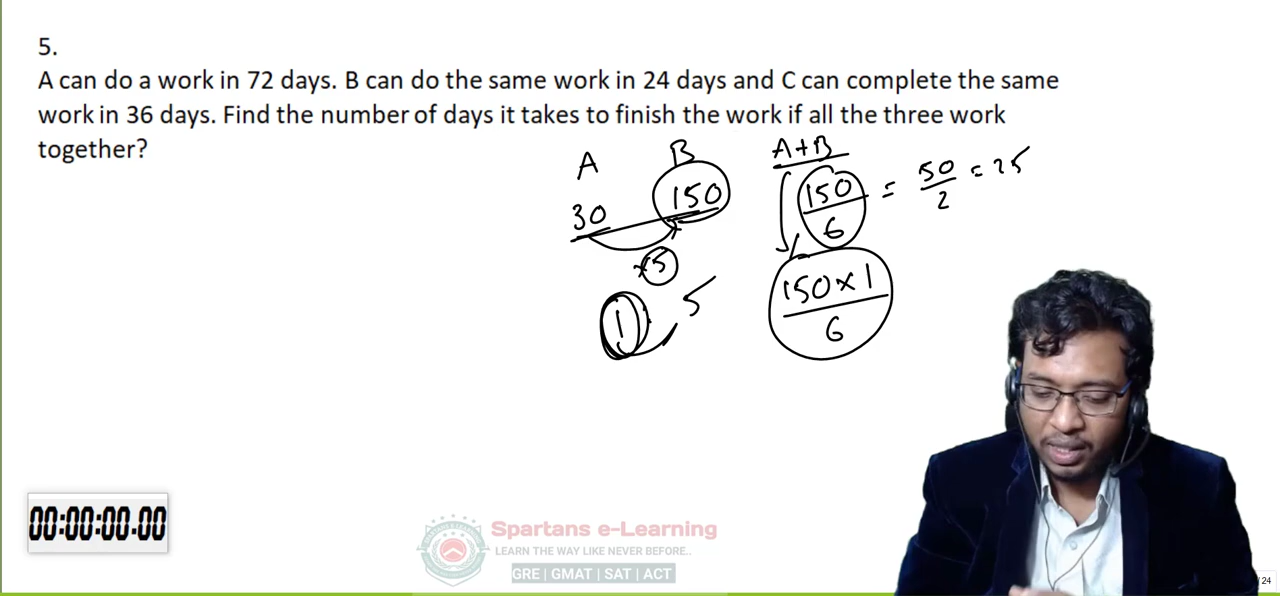 5.
A can do a work in 72 days. B can do the same work in 24 days and C can complete the same
work in 36 days. Find the number of days it takes to finish the work if all the three work
together?
A B A+B
30 150 150/6 = 50/2 = 25
×5
1 5 150×1/6
00:00:00.00
Spartans e-Learning
LEARN THE WAY LIKE NEVER BEFORE..
GRE | GMAT | SAT | ACT
/24